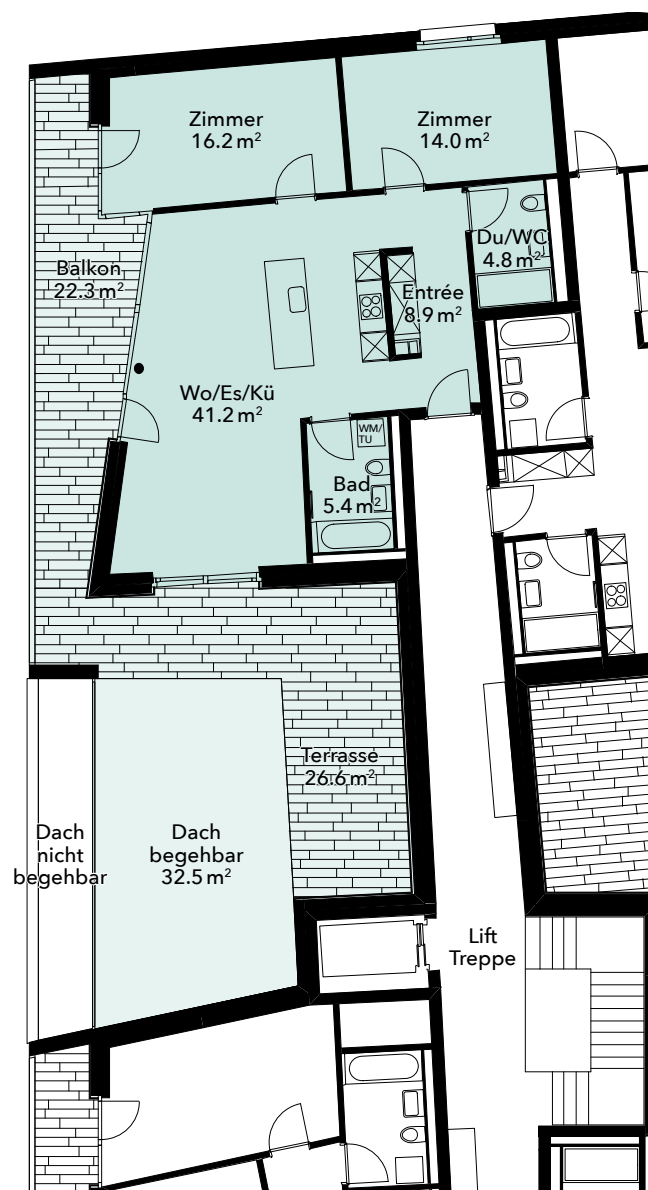 Zimmer
16.2 m²
Zimmer
14.0 m²
Du/WC
4.8 m²
Balkon
22.3 m²
Entrée
8.9 m²
Wo/Es/Kü
41.2 m²
WM/
TU
Bad
5.4 m²
Terrasse
26.6 m²
Dach
nicht
begehbar
Dach
begehbar
32.5 m²
Lift
Treppe